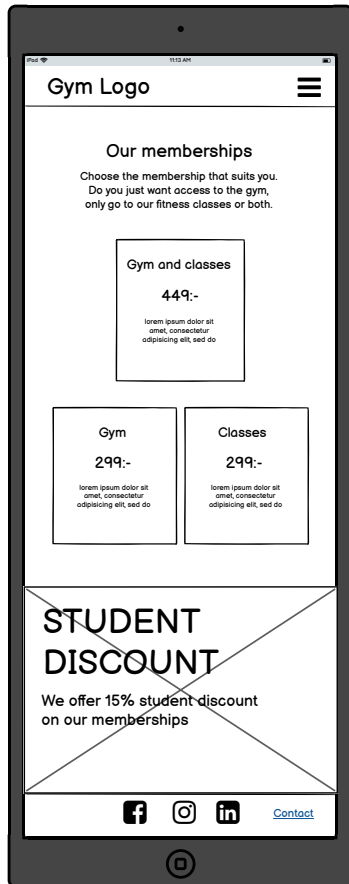 iPad
11:13 AM
Gym Logo
Our memberships
Choose the membership that suits you.
Do you just want access to the gym,
only go to our fitness classes or both.
Gym and classes
449:-
lorem ipsum dolor sit
amet, consectetur
adipisicing elit, sed do
Gym
299:-
lorem ipsum dolor sit
amet, consectetur
adipisicing elit, sed do
Classes
299:-
lorem ipsum dolor sit
amet, consectetur
adipisicing elit, sed do
STUDENT
DISCOUNT
We offer 15% student discount
on our memberships
Contact